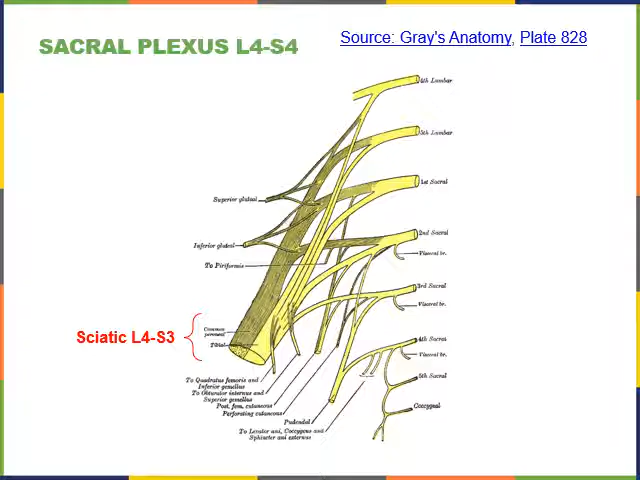 SACRAL PLEXUS L4-S4
Source: Gray's Anatomy, Plate 828
4th Lumbar
5th Lumbar
1st Sacral
Superior gluteal
2nd Sacral
Inferior gluteal
Visceral br.
To Piriformis
3rd Sacral
Visceral br.
Common
peroneal
Sciatic L4-S3
Tibial
4th Sacral
Visceral br.
5th Sacral
To Quadratus femoris and
Inferior gemellus
To Obturator internus and
Superior gemellus
Post. fem. cutaneous
Perforating cutaneous
Coccygeal
Pudendal
To Levator ani, Coccygeus and
Sphincter ani externus